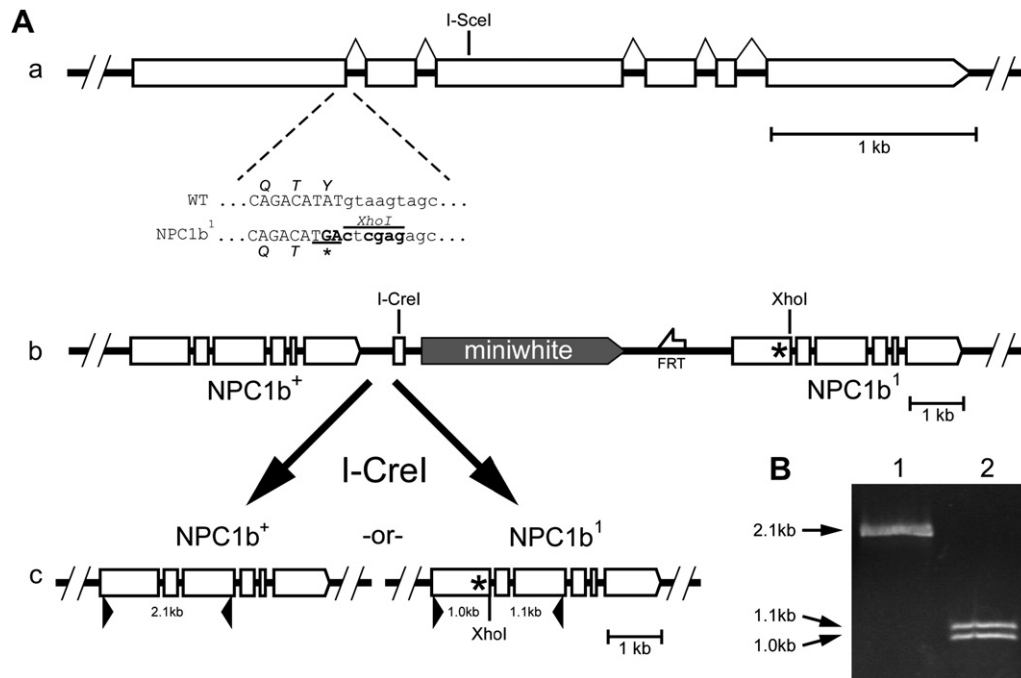 A
I-SceI
a
1 kb
Q T Y
WT ...CAGACATATgtaagtagc...
XhoI
NPC1b¹ ...CAGACATGActcgagagc...
Q T *
I-CreI
XhoI
b
miniwhite
FRT
*
NPC1b⁺
NPC1b¹
1 kb
I-CreI
B
1 2
NPC1b⁺ -or- NPC1b¹
2.1kb
c
*
2.1kb
1.0kb 1.1kb
XhoI
1 kb
1.1kb
1.0kb